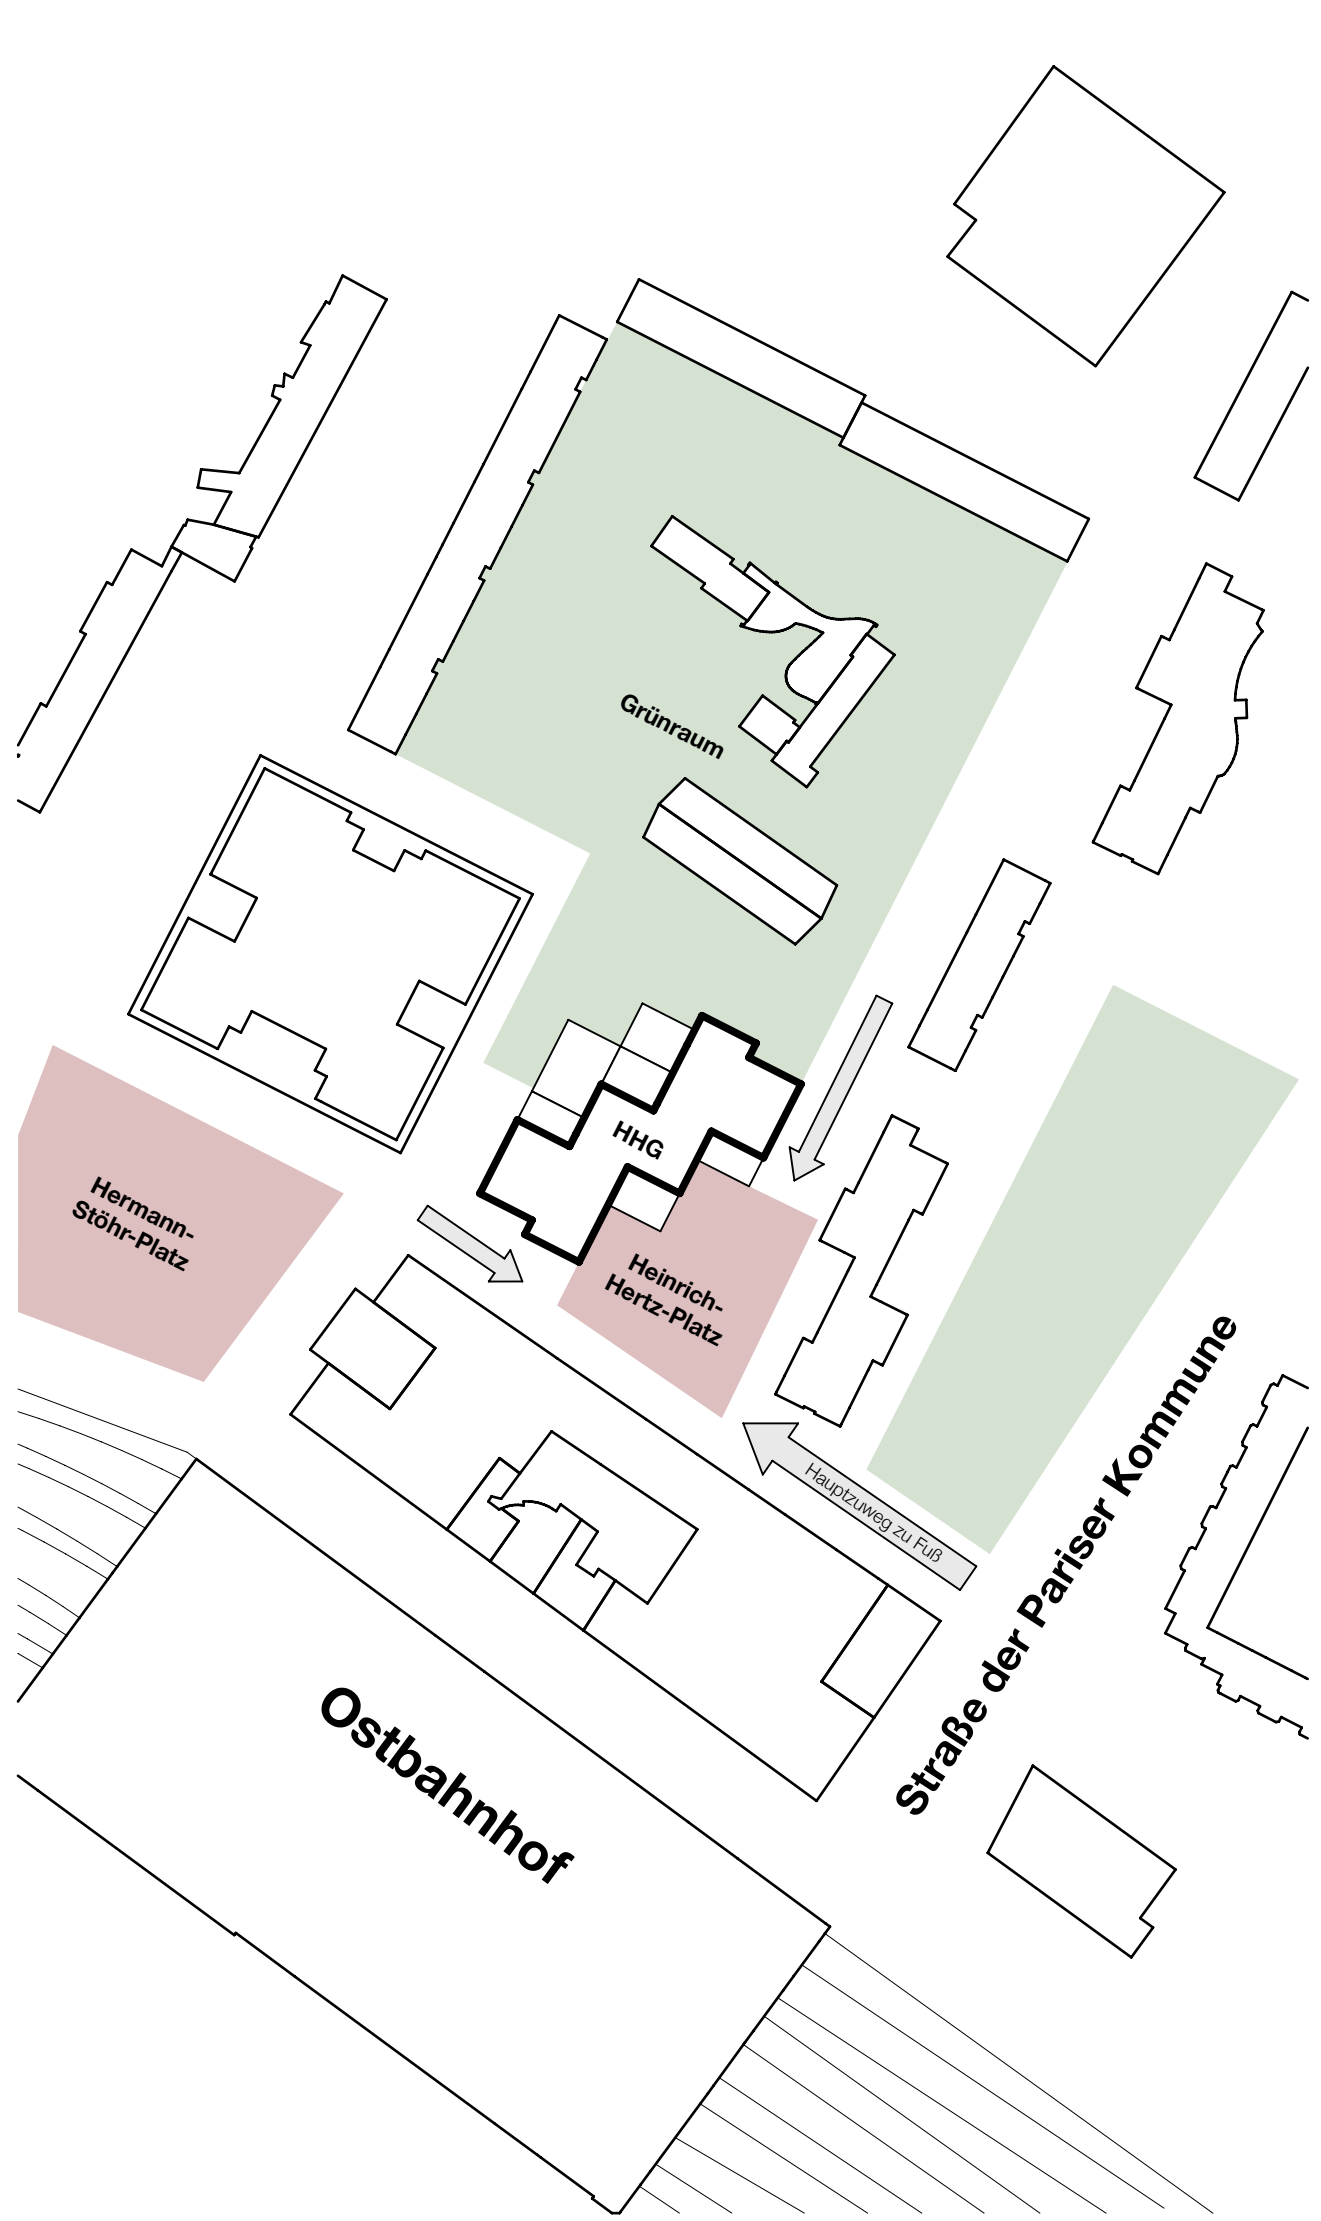 Grünraum
HHG
Hermann-
Stöhr-Platz
Heinrich-
Hertz-Platz
Hauptzuweg zu Fuß
Straße der Pariser Kommune
Ostbahnhof